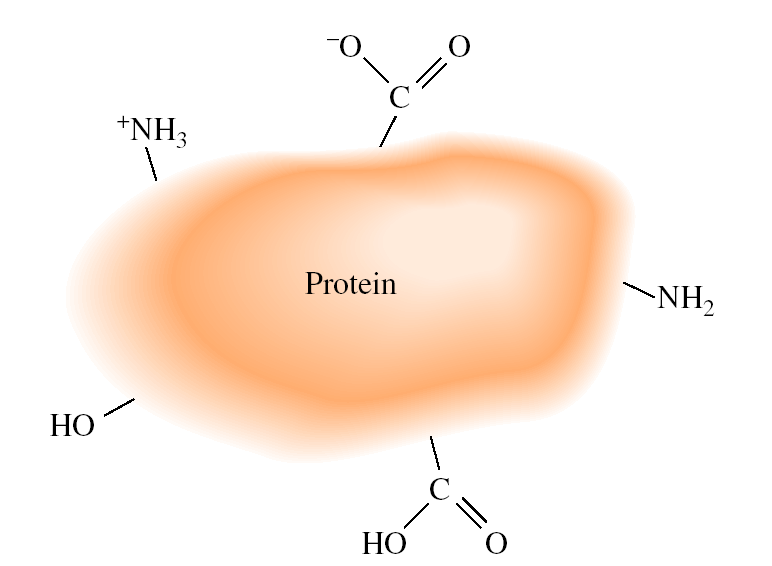 ⁻O O
C
⁺NH₃
Protein
NH₂
HO
C
HO O